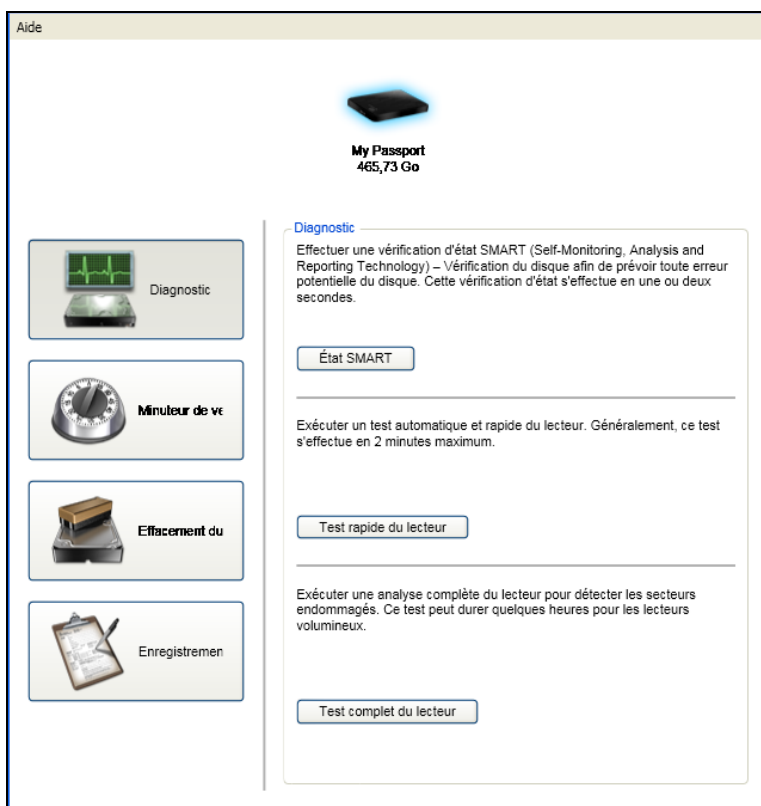 Aide
My Passport
465,73 Go
Diagnostic
Minuteur de ve
Effacement du
Enregistremen
Diagnostic
Effectuer une vérification d'état SMART (Self-Monitoring, Analysis and
Reporting Technology) – Vérification du disque afin de prévoir toute erreur
potentielle du disque. Cette vérification d'état s'effectue en une ou deux
secondes.
État SMART
Exécuter un test automatique et rapide du lecteur. Généralement, ce test
s'effectue en 2 minutes maximum.
Test rapide du lecteur
Exécuter une analyse complète du lecteur pour détecter les secteurs
endommagés. Ce test peut durer quelques heures pour les lecteurs
volumineux.
Test complet du lecteur